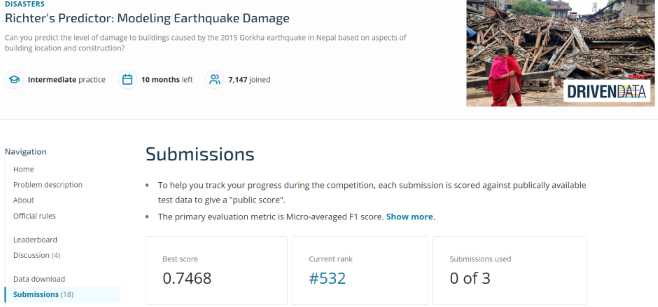 DISASTERS
Richter's Predictor: Modeling Earthquake Damage
Can you predict the level of damage to buildings caused by the 2015 Gorkha earthquake in Nepal based on aspects of
building location and construction?
Intermediate practice
10 months left
7,147 joined
DRIVENDATA
Navigation
Home
Problem description
About
Official rules
Leaderboard
Discussion (4)
Data download
Submissions (18)
Submissions
• To help you track your progress during the competition, each submission is scored against publically available
test data to give a "public score".
• The primary evaluation metric is Micro-averaged F1 score. Show more.
Best score
0.7468
Current rank
#532
Submissions used
0 of 3